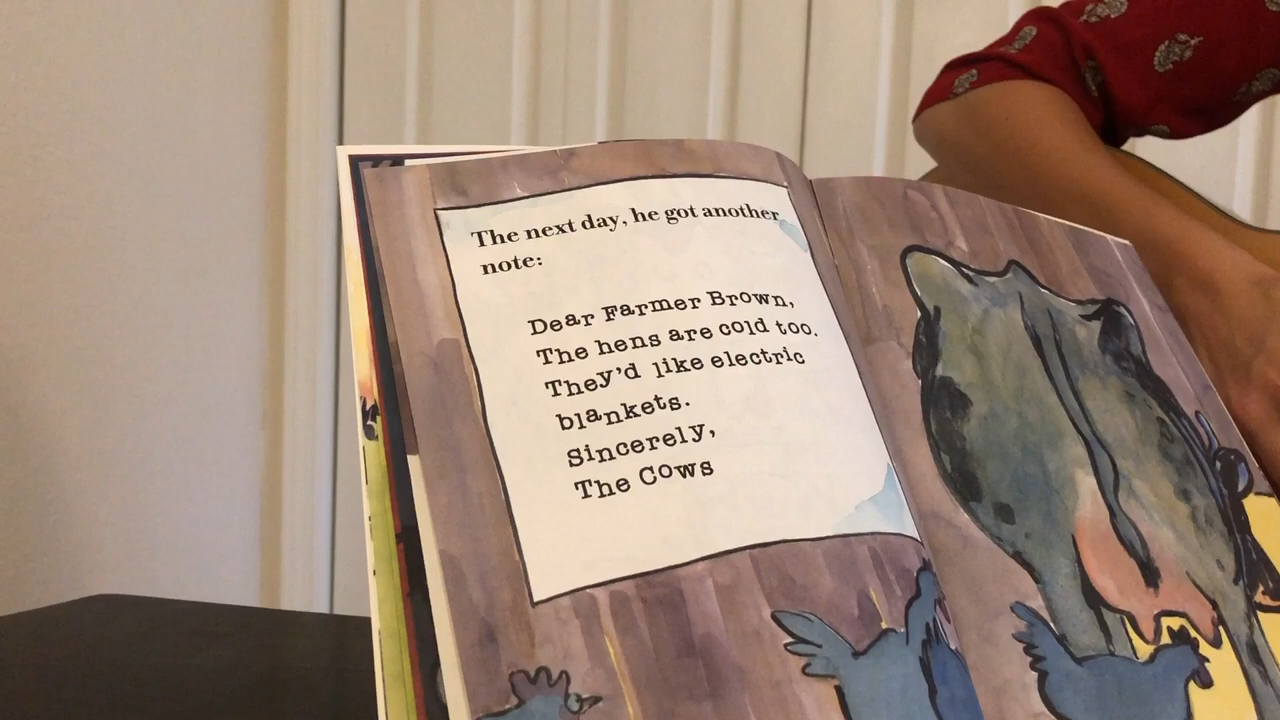 The next day, he got another
note:
Dear Farmer Brown,
The hens are cold too.
They'd like electric
blankets.
Sincerely,
The Cows